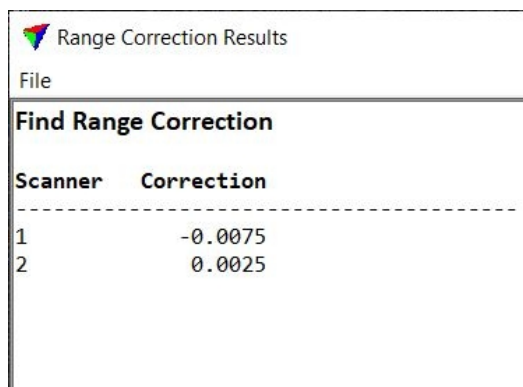 Range Correction Results
File
Find Range Correction
Scanner Correction
----------------------------------------
1 -0.0075
2 0.0025